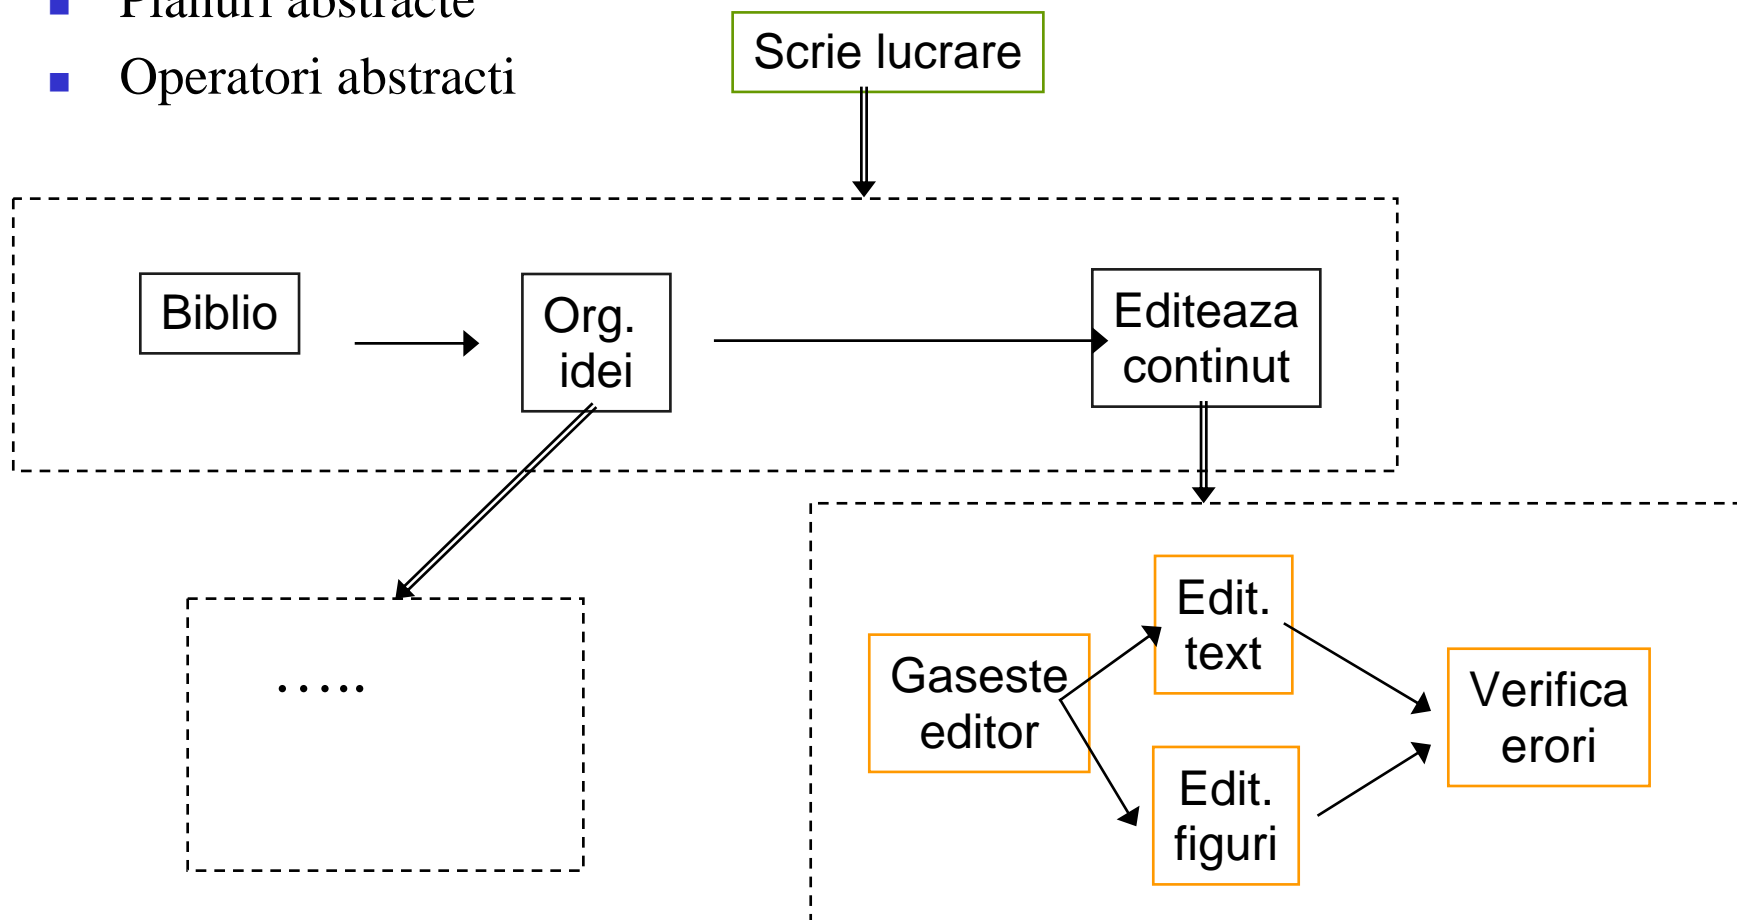 Planuri abstracte
Operatori abstracti
Scrie lucrare
Biblio
Org.
idei
Editeaza
continut
.....
Gaseste
editor
Edit.
text
Edit.
figuri
Verifica
erori